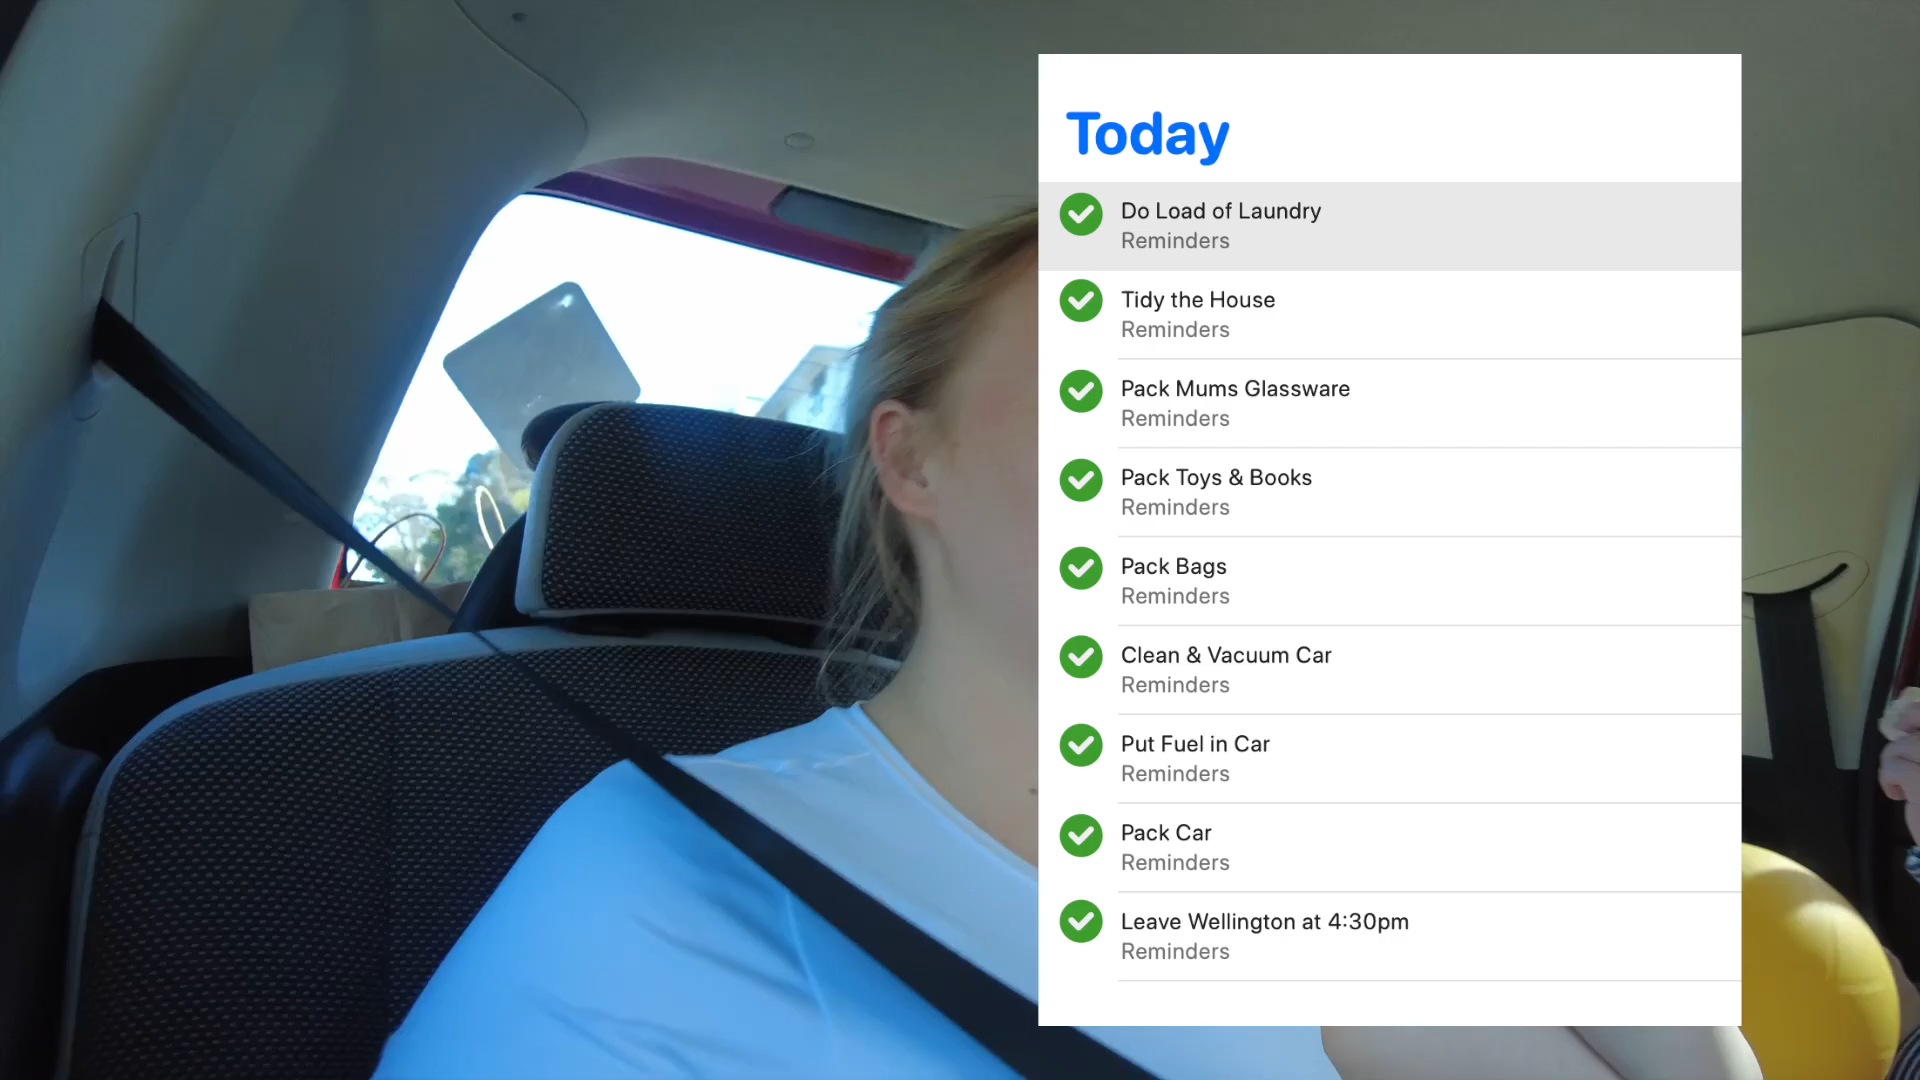 Today
Do Load of Laundry
Reminders
Tidy the House
Reminders
Pack Mums Glassware
Reminders
Pack Toys & Books
Reminders
Pack Bags
Reminders
Clean & Vacuum Car
Reminders
Put Fuel in Car
Reminders
Pack Car
Reminders
Leave Wellington at 4:30pm
Reminders